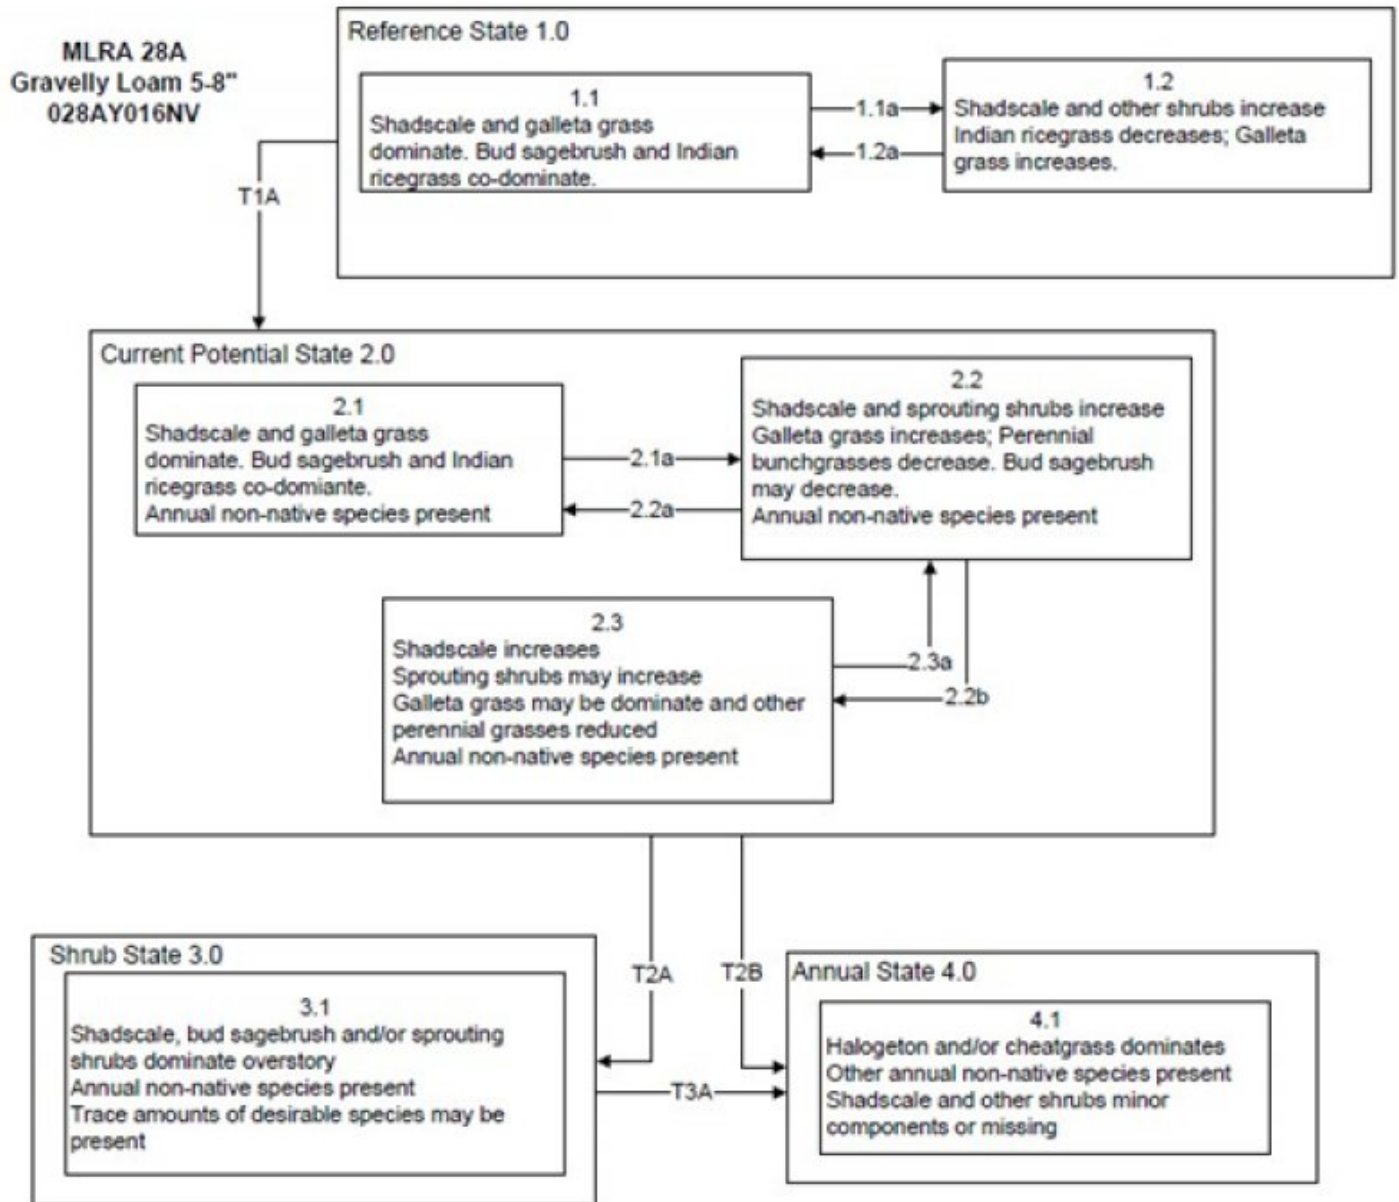 MLRA 28A
Gravelly Loam 5-8"
028AY016NV
Reference State 1.0
1.1
Shadscale and galleta grass
dominate. Bud sagebrush and Indian
ricegrass co-dominate.
1.1a
1.2a
1.2
Shadscale and other shrubs increase
Indian ricegrass decreases; Galleta
grass increases.
T1A
Current Potential State 2.0
2.1
Shadscale and galleta grass
dominate. Bud sagebrush and Indian
ricegrass co-domiante.
Annual non-native species present
2.1a
2.2a
2.2
Shadscale and sprouting shrubs increase
Galleta grass increases; Perennial
bunchgrasses decrease. Bud sagebrush
may decrease.
Annual non-native species present
2.3
Shadscale increases
Sprouting shrubs may increase
Galleta grass may be dominate and other
perennial grasses reduced
Annual non-native species present
2.3a
2.2b
T2A
T2B
Shrub State 3.0
3.1
Shadscale, bud sagebrush and/or sprouting
shrubs dominate overstory
Annual non-native species present
Trace amounts of desirable species may be
present
T3A
Annual State 4.0
4.1
Halogeton and/or cheatgrass dominates
Other annual non-native species present
Shadscale and other shrubs minor
components or missing